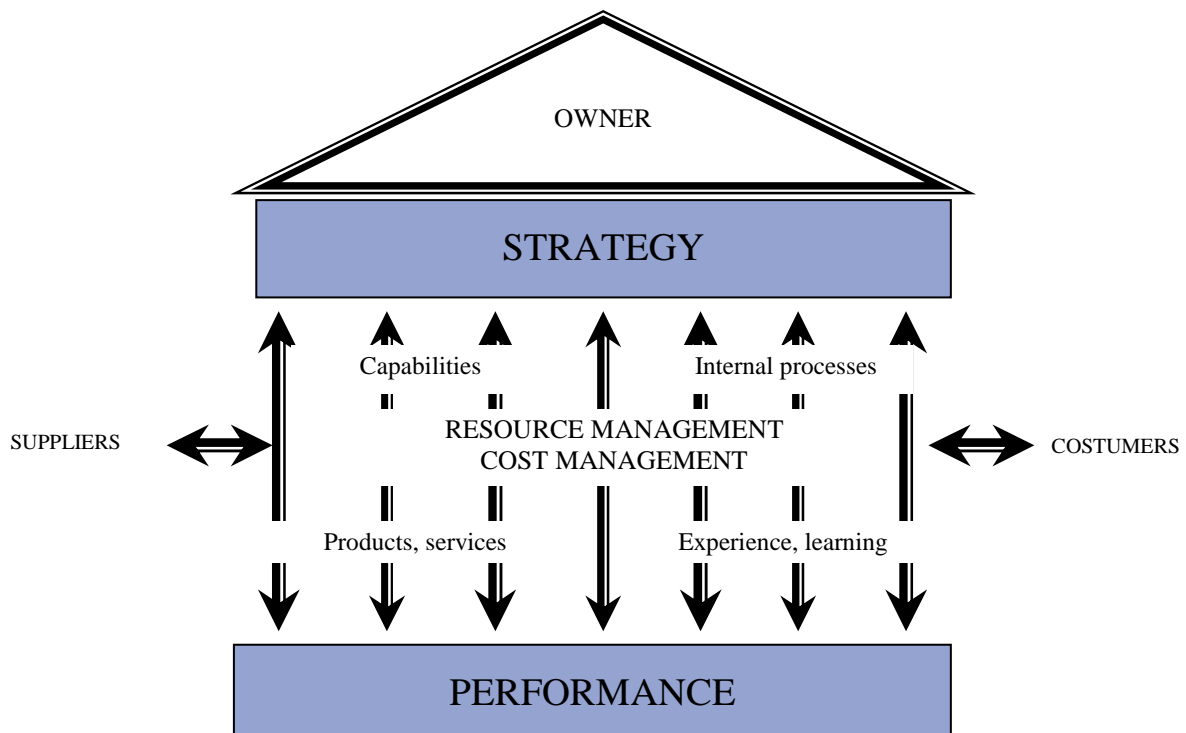 OWNER
STRATEGY
Capabilities
Internal processes
SUPPLIERS
RESOURCE MANAGEMENT
COST MANAGEMENT
COSTUMERS
Products, services
Experience, learning
PERFORMANCE